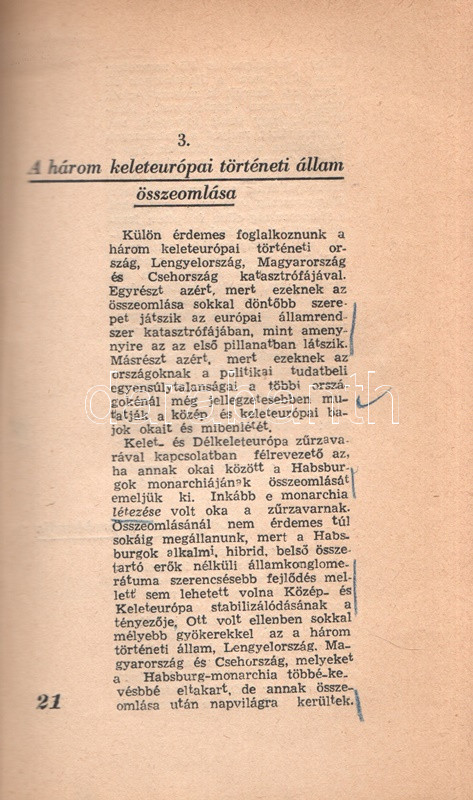 3.
A három keleteurópai történeti állam
összeomlása
Külön érdemes foglalkoznunk a
három keleteurópai történeti or-
szág, Lengyelország, Magyarország
és Csehország katasztrófájával.
Egyrészt azért, mert ezeknek az
összeomlása sokkal döntőbb szere-
pet játszik az európai államrend-
szer katasztrófájában, mint ameny-
nyire az az első pillanatban látszik.
Másrészt azért, mert ezeknek az
országoknak a politikai tudatbeli
egyensúlytalanságai a többi orszá-
gokénál még jellegzetesebben mu-
tatják a közép és keleteurópai ba-
jok okait és mibenlétét.
Kelet- és Délkeleteurópa zűrzava-
rával kapcsolatban félrevezető az,
ha annak okai között a Habsbur-
gok monarchiájának összeomlását
emeljük ki. Inkább e monarchia
létezése volt oka a zűrzavarnak.
Összeomlásánál nem érdemes túl
sokáig megállanunk, mert a Habs-
burgok alkalmi, hibrid, belső össze-
tartó erők nélküli államkonglome-
rátuma szerencsésebb fejlődés mel-
lett sem lehetett volna Közép- és
Keleteurópa stabilizálódásának a
tényezője. Ott volt ellenben sokkal
mélyebb gyökerekkel az a három
történeti állam, Lengyelország. Ma-
gyarország és Csehország, melyeket
a Habsburg-monarchia többé-ke-
vésbbé eltakart, de annak össze-
omlása után napvilágra kerültek.
21
darabanth